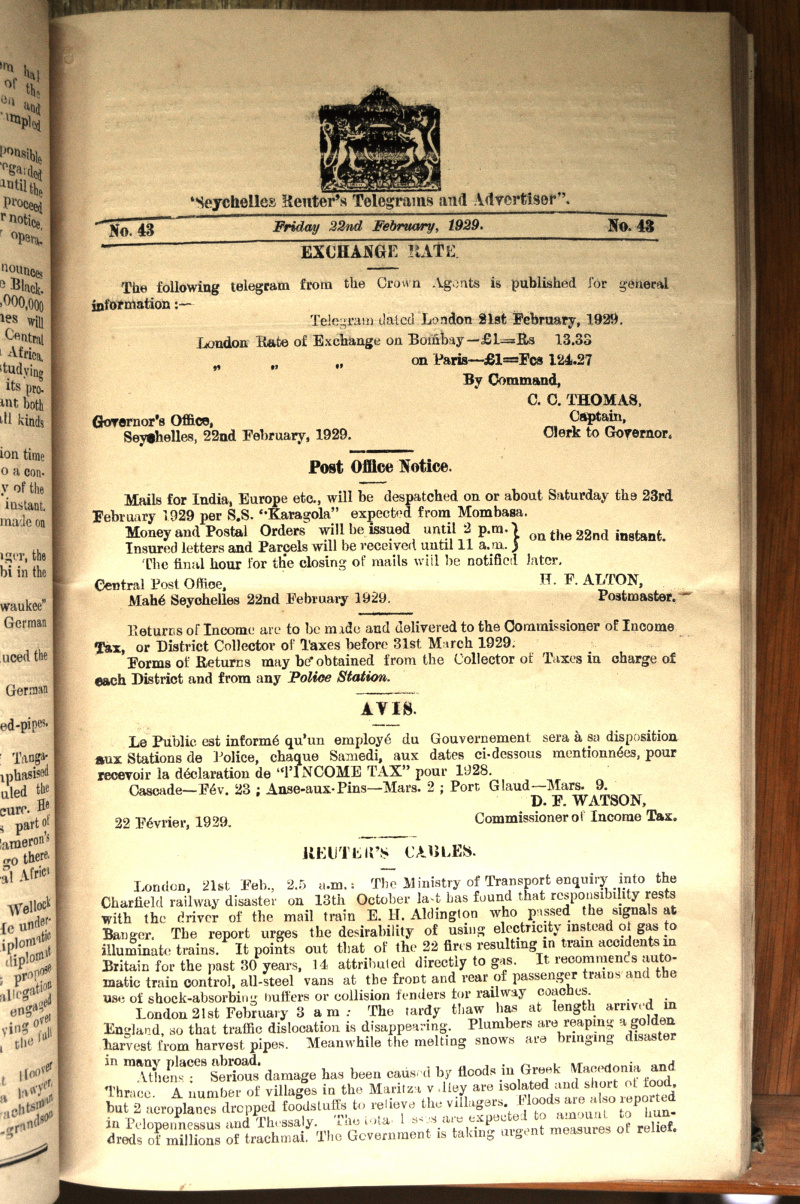 "Seychelles Reuter's Telegrams and Advertiser".
No. 43 Friday 22nd February, 1929. No. 43
EXCHANGE RATE.
The following telegram from the Crown Agents is published for general
information :—
Telegram dated London 21st February, 1929.
London Rate of Exchange on Bombay—£1=Rs 13.33
„ „ „ on Paris—£1=Fcs 124.27
By Command,
C. C. THOMAS,
Governor's Office, Captain,
Seychelles, 22nd February, 1929. Clerk to Governor.
Post Office Notice.
Mails for India, Europe etc., will be despatched on or about Saturday the 23rd
February 1929 per S.S. "Karagola" expected from Mombasa.
Money and Postal Orders will be issued until 2 p.m. } on the 22nd instant.
Insured letters and Parcels will be received until 11 a.m. }
The final hour for the closing of mails will be notified later.
Central Post Office, H. F. ALTON,
Mahé Seychelles 22nd February 1929. Postmaster.
Returns of Income are to be made and delivered to the Commissioner of Income
Tax, or District Collector of Taxes before 31st March 1929.
Forms of Returns may be obtained from the Collector of Taxes in charge of
each District and from any Police Station.
AVIS.
Le Public est informé qu'un employé du Gouvernement sera à sa disposition
aux Stations de Police, chaque Samedi, aux dates ci-dessous mentionnées, pour
recevoir la déclaration de "l'INCOME TAX" pour 1928.
Cascade—Fév. 23 ; Anse-aux-Pins—Mars. 2 ; Port Glaud—Mars. 9.
D. F. WATSON,
22 Février, 1929. Commissioner of Income Tax.
REUTER'S CABLES.
London, 21st Feb., 2.5 a.m.: The Ministry of Transport enquiry into the
Charfield railway disaster on 13th October last has found that responsibility rests
with the driver of the mail train E. H. Aldington who passed the signals at
Banger. The report urges the desirability of using electricity instead of gas to
illuminate trains. It points out that of the 22 fires resulting in train accidents in
Britain for the past 30 years, 14 attributed directly to gas. It recommends auto-
matic train control, all-steel vans at the front and rear of passenger trains and the
use of shock-absorbing buffers or collision fenders for railway coaches.
London 21st February 3 a m : The tardy thaw has at length arrived in
England, so that traffic dislocation is disappearing. Plumbers are reaping a golden
harvest from harvest pipes. Meanwhile the melting snows are bringing disaster
in many places abroad.
Athens : Serious damage has been caused by floods in Greek Macedonia and
Thrace. A number of villages in the Maritza valley are isolated and short of food,
but 2 aeroplanes dropped foodstuffs to relieve the villagers. Floods are also reported
in Pelopennessus and Thessaly. The total losses are expected to amount to hun-
dreds of millions of trachmai. The Government is taking urgent measures of relief.